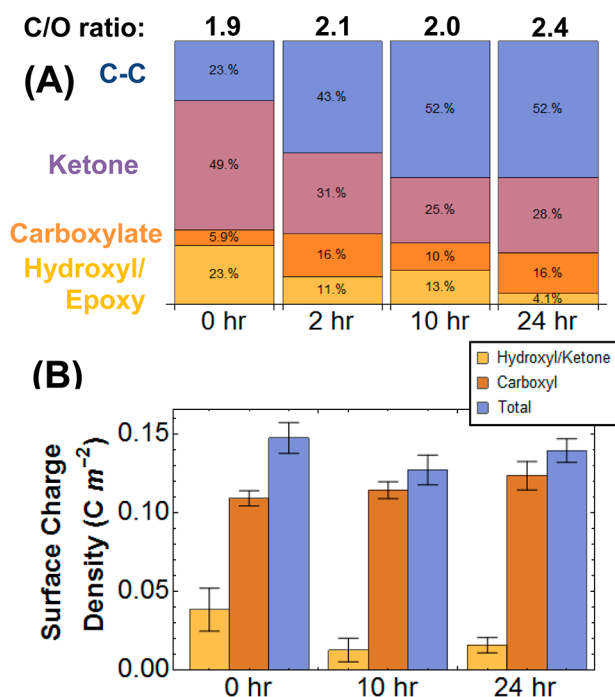 C/O ratio: 1.9 2.1 2.0 2.4
(A)
C-C
Ketone
Carboxylate
Hydroxyl/
Epoxy
23.% 43.% 52.% 52.%
49.% 31.% 25.% 28.%
5.9% 16.% 10.% 16.%
23.% 11.% 13.% 4.1%
0 hr 2 hr 10 hr 24 hr
(B)
Hydroxyl/Ketone
Carboxyl
Total
Surface Charge
Density (C m⁻²)
0.15
0.10
0.05
0.00
0 hr 10 hr 24 hr